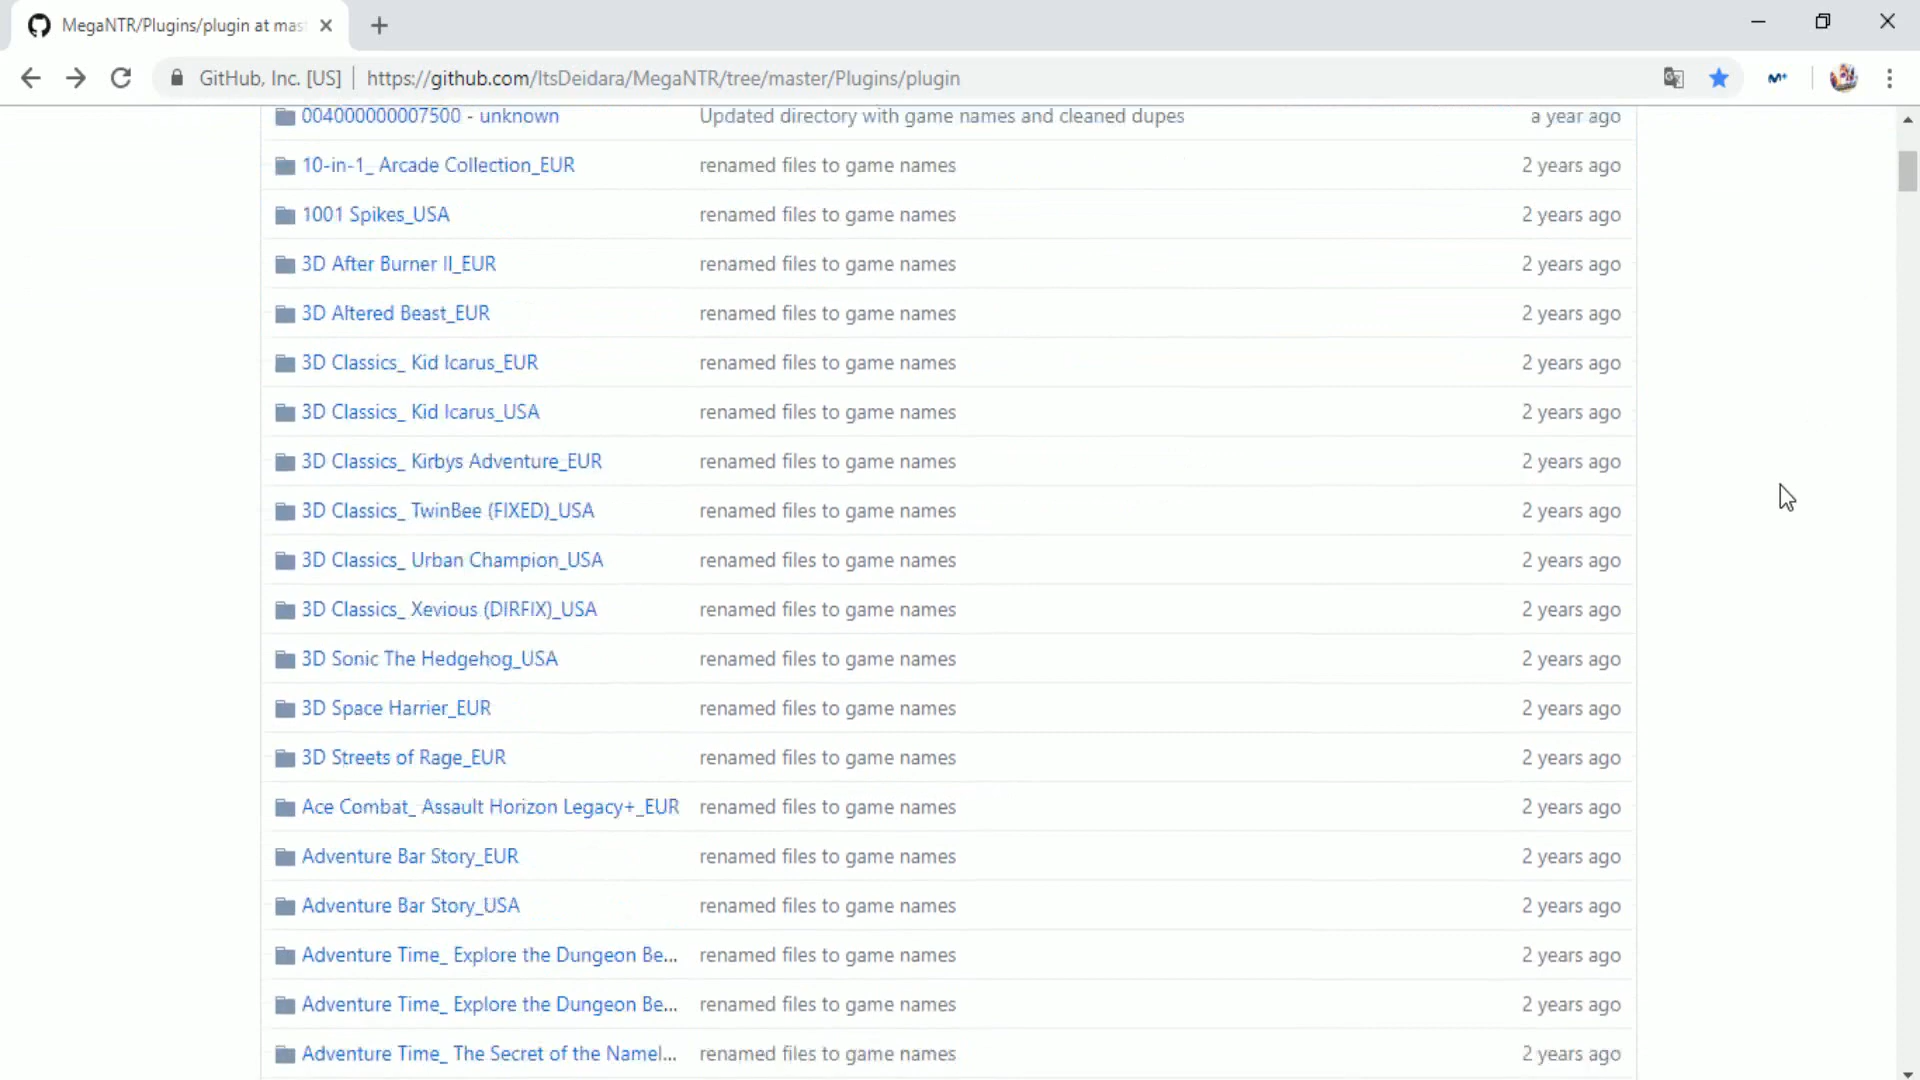 MegaNTR/Plugins/plugin at mas
GitHub, Inc. [US] https://github.com/ItsDeidara/MegaNTR/tree/master/Plugins/plugin
004000000007500 - unknown Updated directory with game names and cleaned dupes a year ago
10-in-1_ Arcade Collection_EUR renamed files to game names 2 years ago
1001 Spikes_USA renamed files to game names 2 years ago
3D After Burner II_EUR renamed files to game names 2 years ago
3D Altered Beast_EUR renamed files to game names 2 years ago
3D Classics_ Kid Icarus_EUR renamed files to game names 2 years ago
3D Classics_ Kid Icarus_USA renamed files to game names 2 years ago
3D Classics_ Kirbys Adventure_EUR renamed files to game names 2 years ago
3D Classics_ TwinBee (FIXED)_USA renamed files to game names 2 years ago
3D Classics_ Urban Champion_USA renamed files to game names 2 years ago
3D Classics_ Xevious (DIRFIX)_USA renamed files to game names 2 years ago
3D Sonic The Hedgehog_USA renamed files to game names 2 years ago
3D Space Harrier_EUR renamed files to game names 2 years ago
3D Streets of Rage_EUR renamed files to game names 2 years ago
Ace Combat_ Assault Horizon Legacy+_EUR renamed files to game names 2 years ago
Adventure Bar Story_EUR renamed files to game names 2 years ago
Adventure Bar Story_USA renamed files to game names 2 years ago
Adventure Time_ Explore the Dungeon Be... renamed files to game names 2 years ago
Adventure Time_ Explore the Dungeon Be... renamed files to game names 2 years ago
Adventure Time_ The Secret of the Namel... renamed files to game names 2 years ago